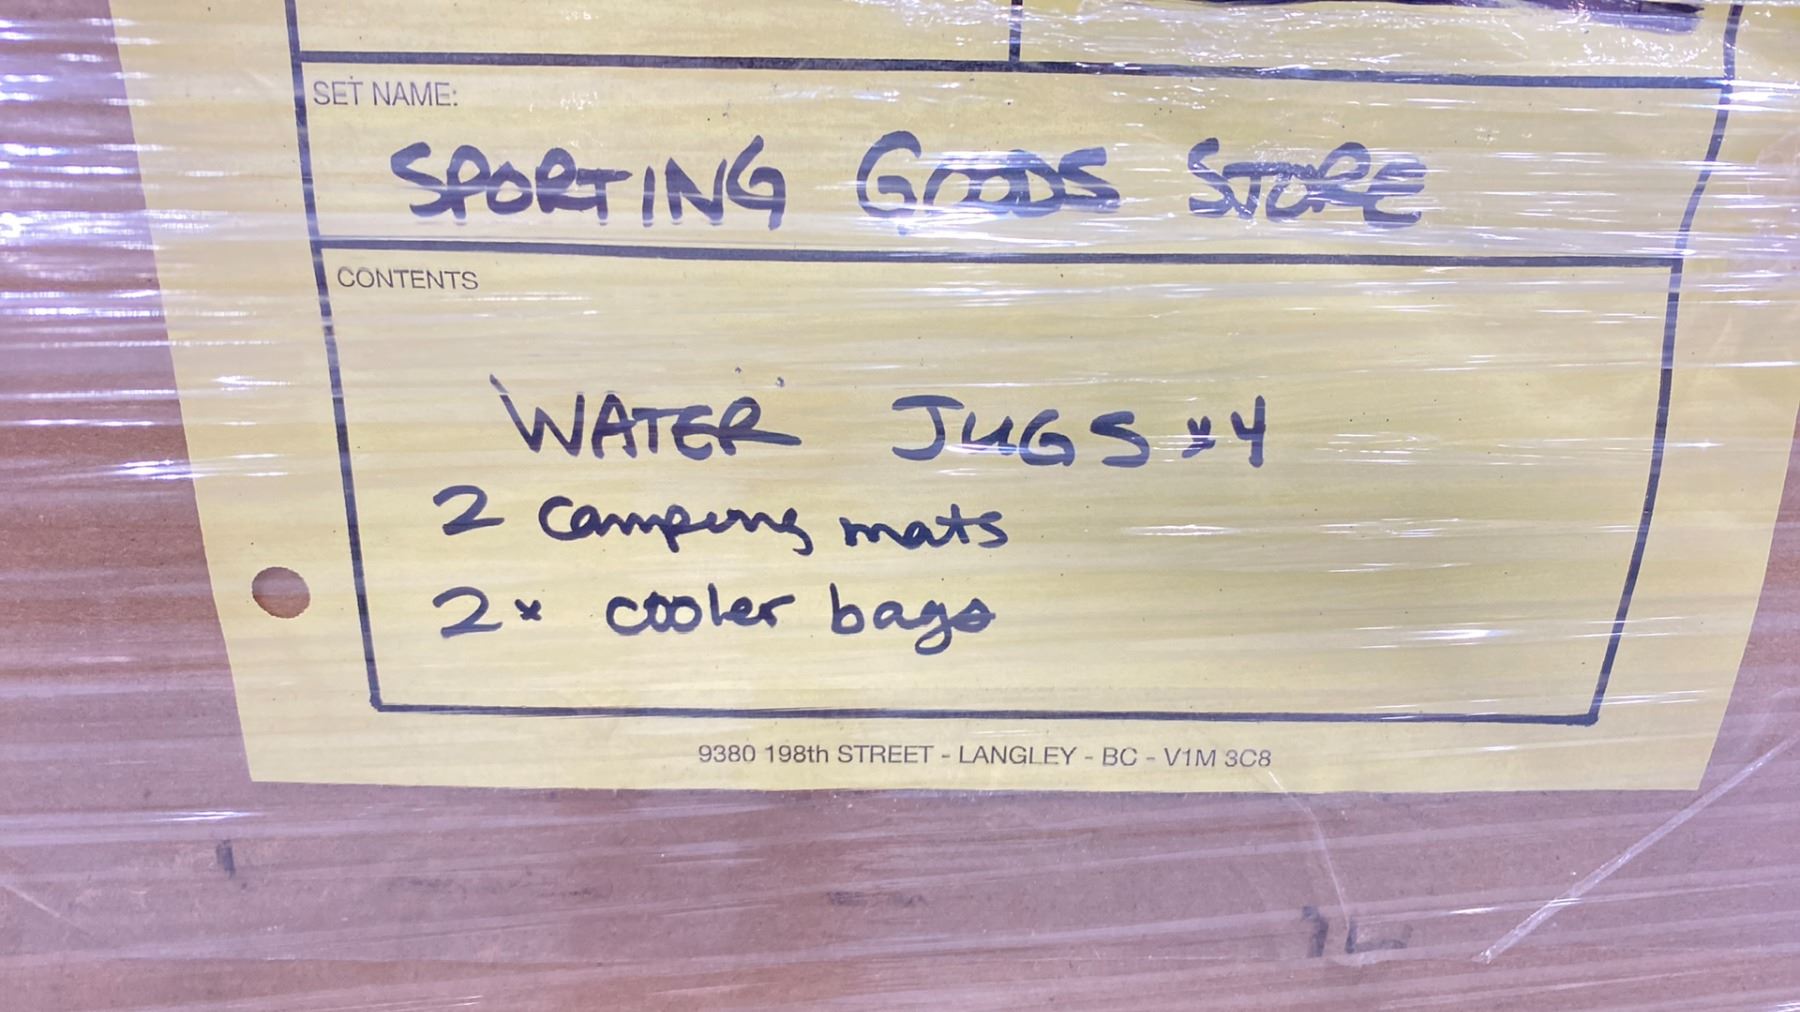 SET NAME:
SPORTING GOODS STORE
CONTENTS
WATER JUGS x4
2 camping mats
2x cooler bags
9380 198th STREET - LANGLEY - BC - V1M 3C8